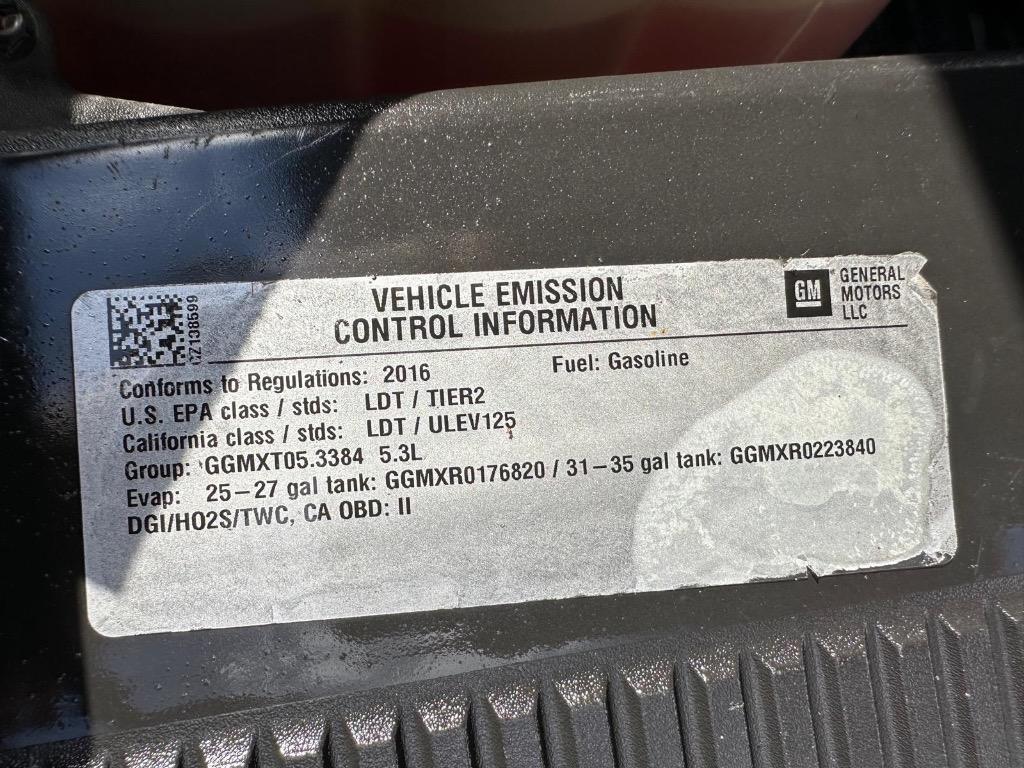 VEHICLE EMISSION
CONTROL INFORMATION
GM
GENERAL
MOTORS
LLC
Conforms to Regulations: 2016 Fuel: Gasoline
U.S. EPA class / stds: LDT / TIER2
California class / stds: LDT / ULEV125
Group: GGMXT05.3384 5.3L
Evap: 25-27 gal tank: GGMXR0176820 / 31-35 gal tank: GGMXR0223840
DGI/HO2S/TWC, CA OBD: II